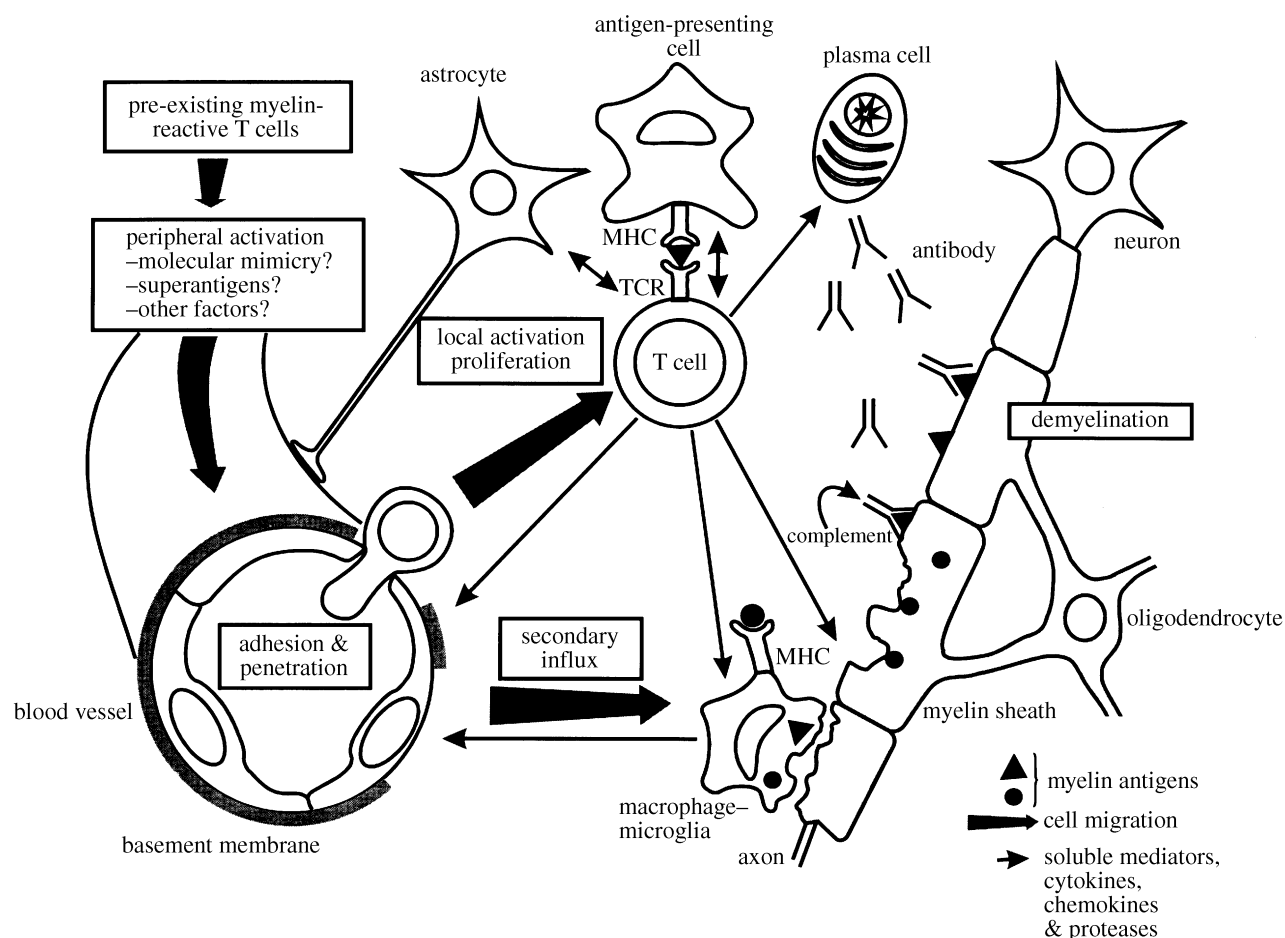 antigen-presenting
cell
plasma cell
astrocyte
pre-existing myelin-
reactive T cells
peripheral activation
–molecular mimicry?
–superantigens?
–other factors?
MHC
TCR
antibody
neuron
local activation
proliferation
T cell
demyelination
complement
adhesion &
penetration
secondary
influx
MHC
oligodendrocyte
blood vessel
myelin sheath
macrophage–
microglia
basement membrane
axon
myelin antigens
cell migration
soluble mediators,
cytokines,
chemokines
& proteases